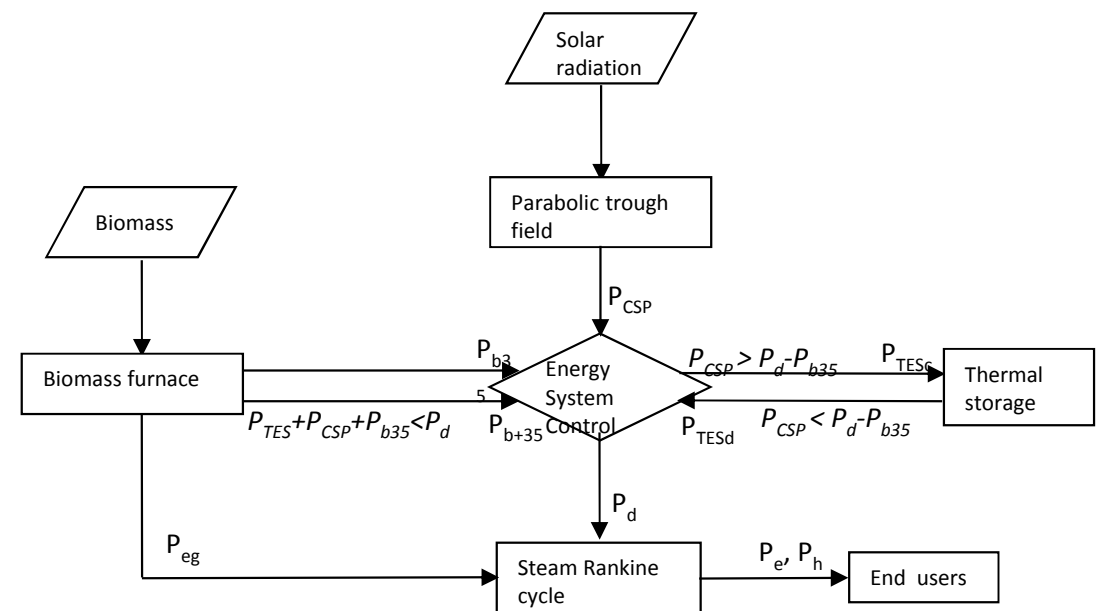 Solar
radiation
Parabolic trough
field
Biomass
P_CSP
Biomass furnace
P_b35
P_TES+P_CSP+P_b35<P_d
P_b+35
Energy
System
Control
P_CSP > P_d-P_b35
P_TESc
P_TESd
P_CSP < P_d-P_b35
Thermal
storage
P_d
P_eg
Steam Rankine
cycle
P_e, P_h
End users